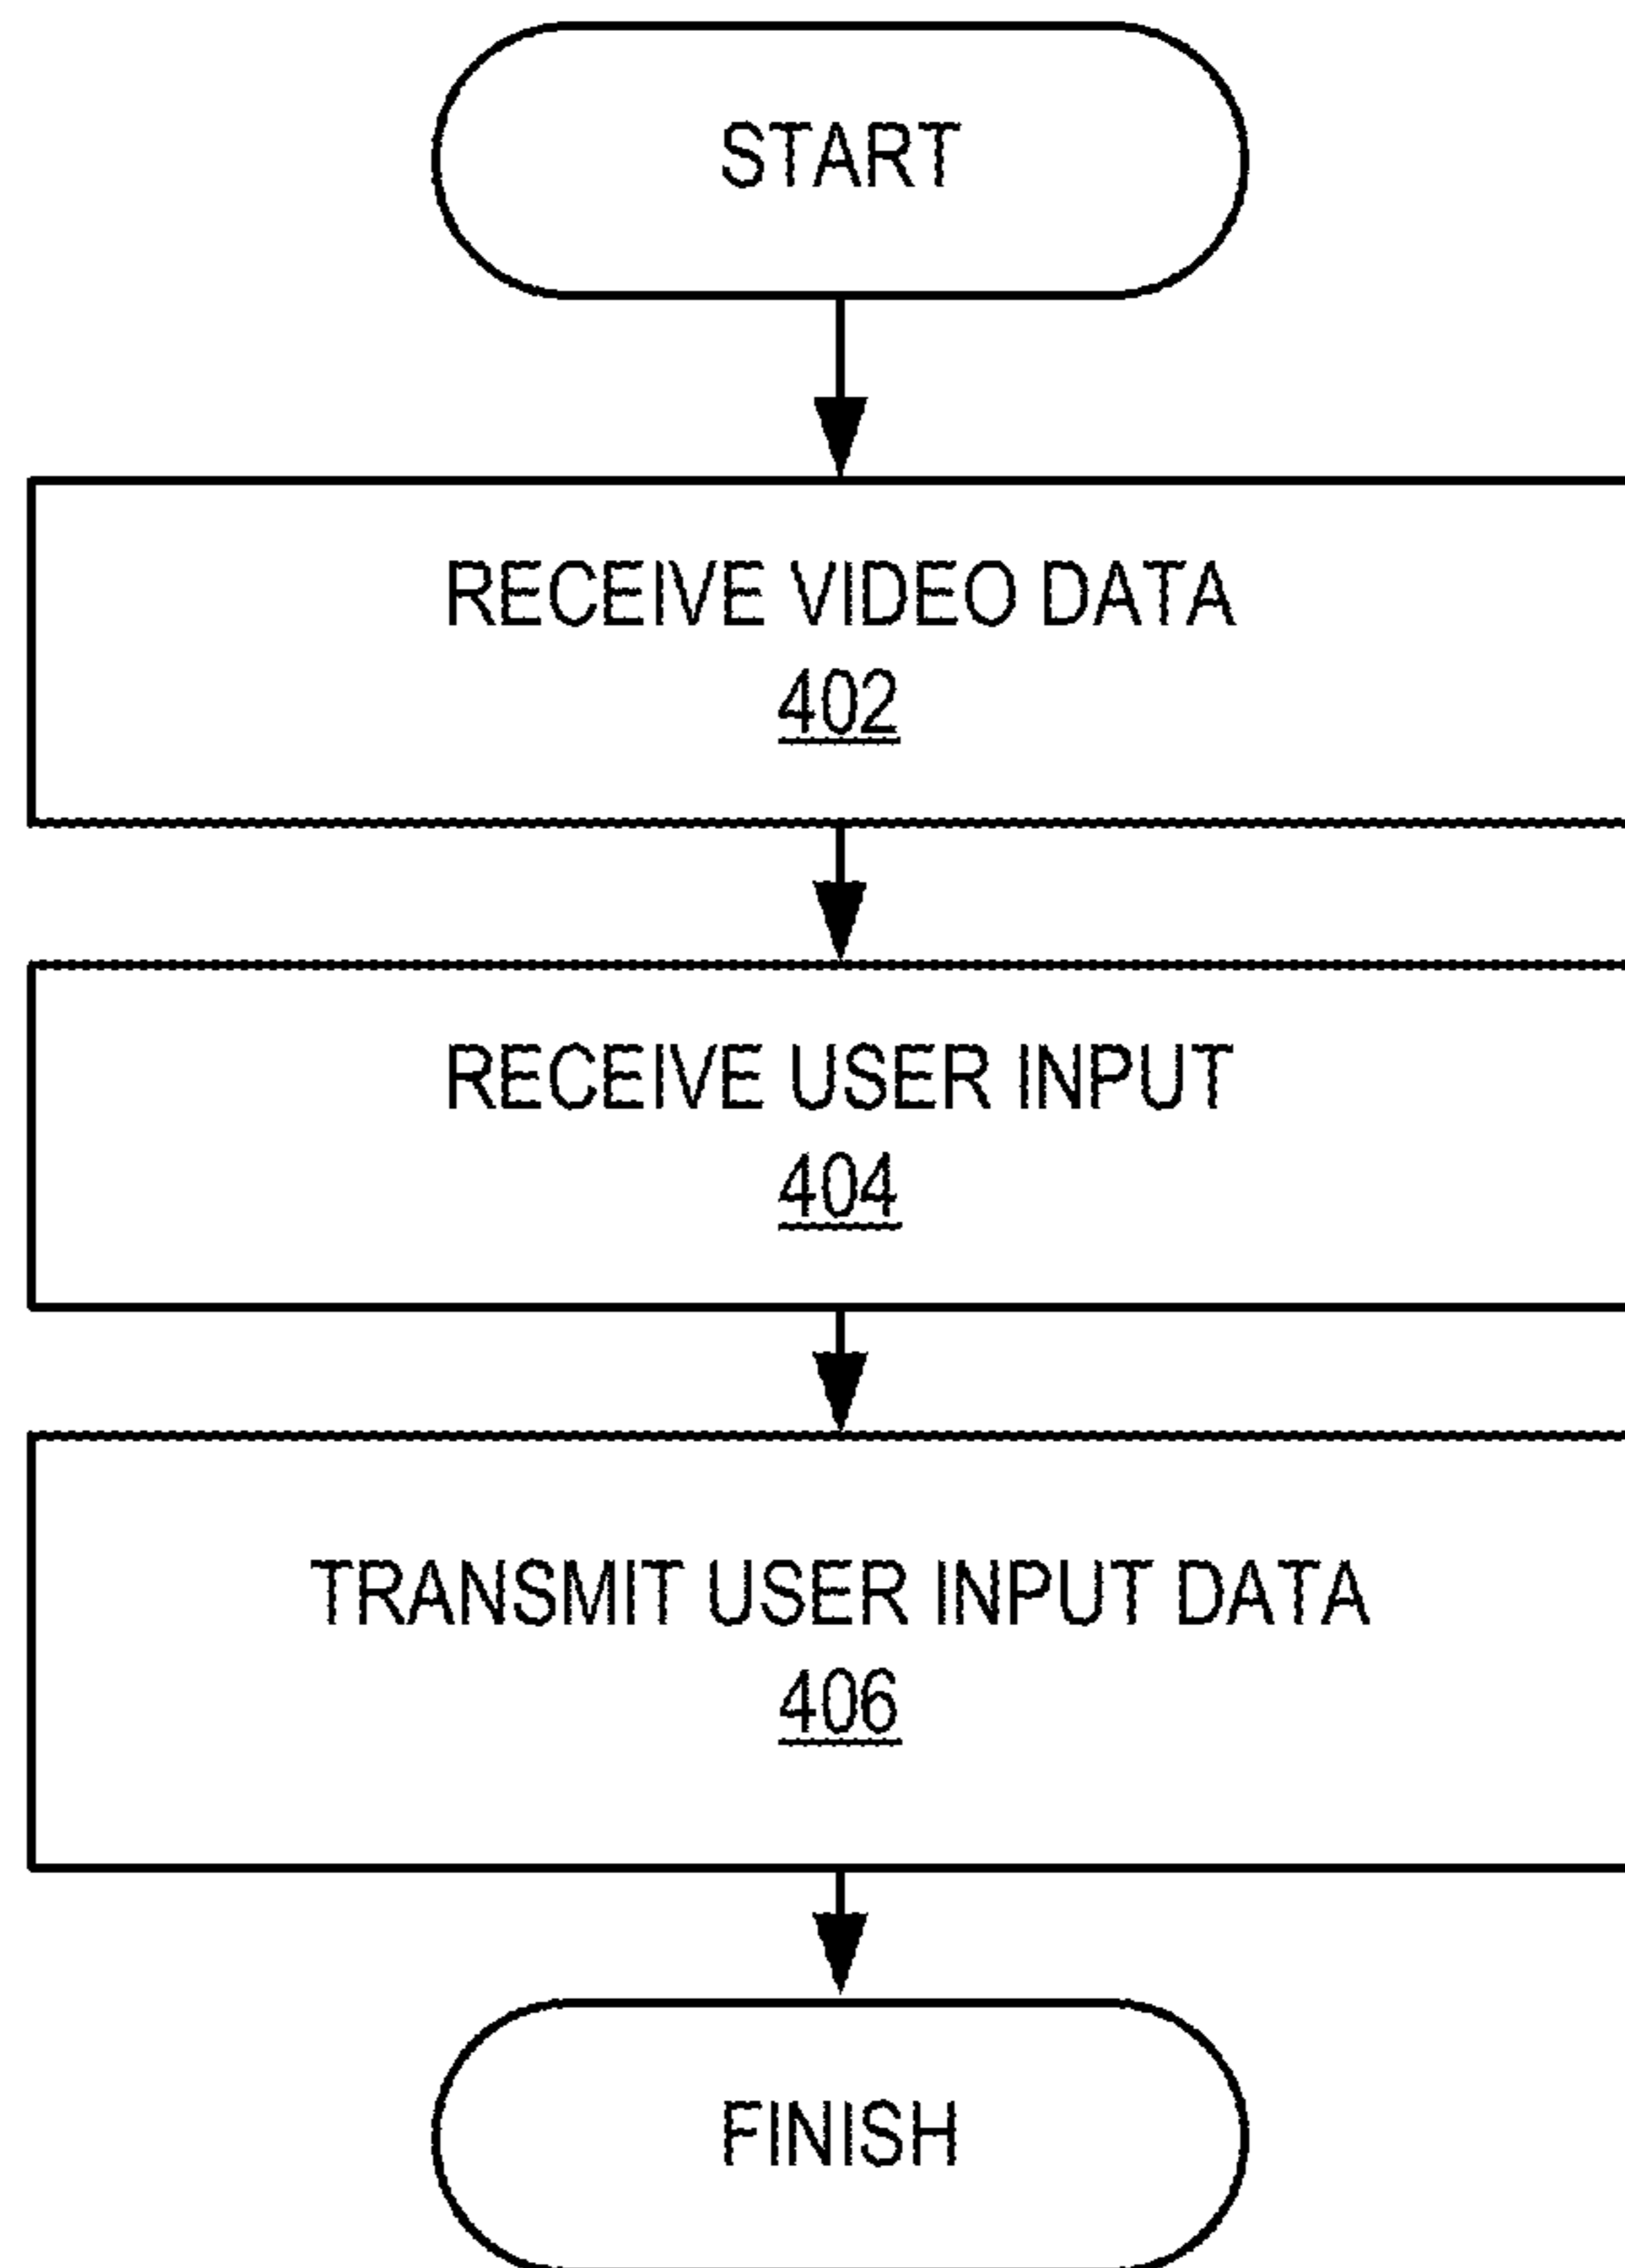 START
RECEIVE VIDEO DATA
402
RECEIVE USER INPUT
404
TRANSMIT USER INPUT DATA
406
FINISH